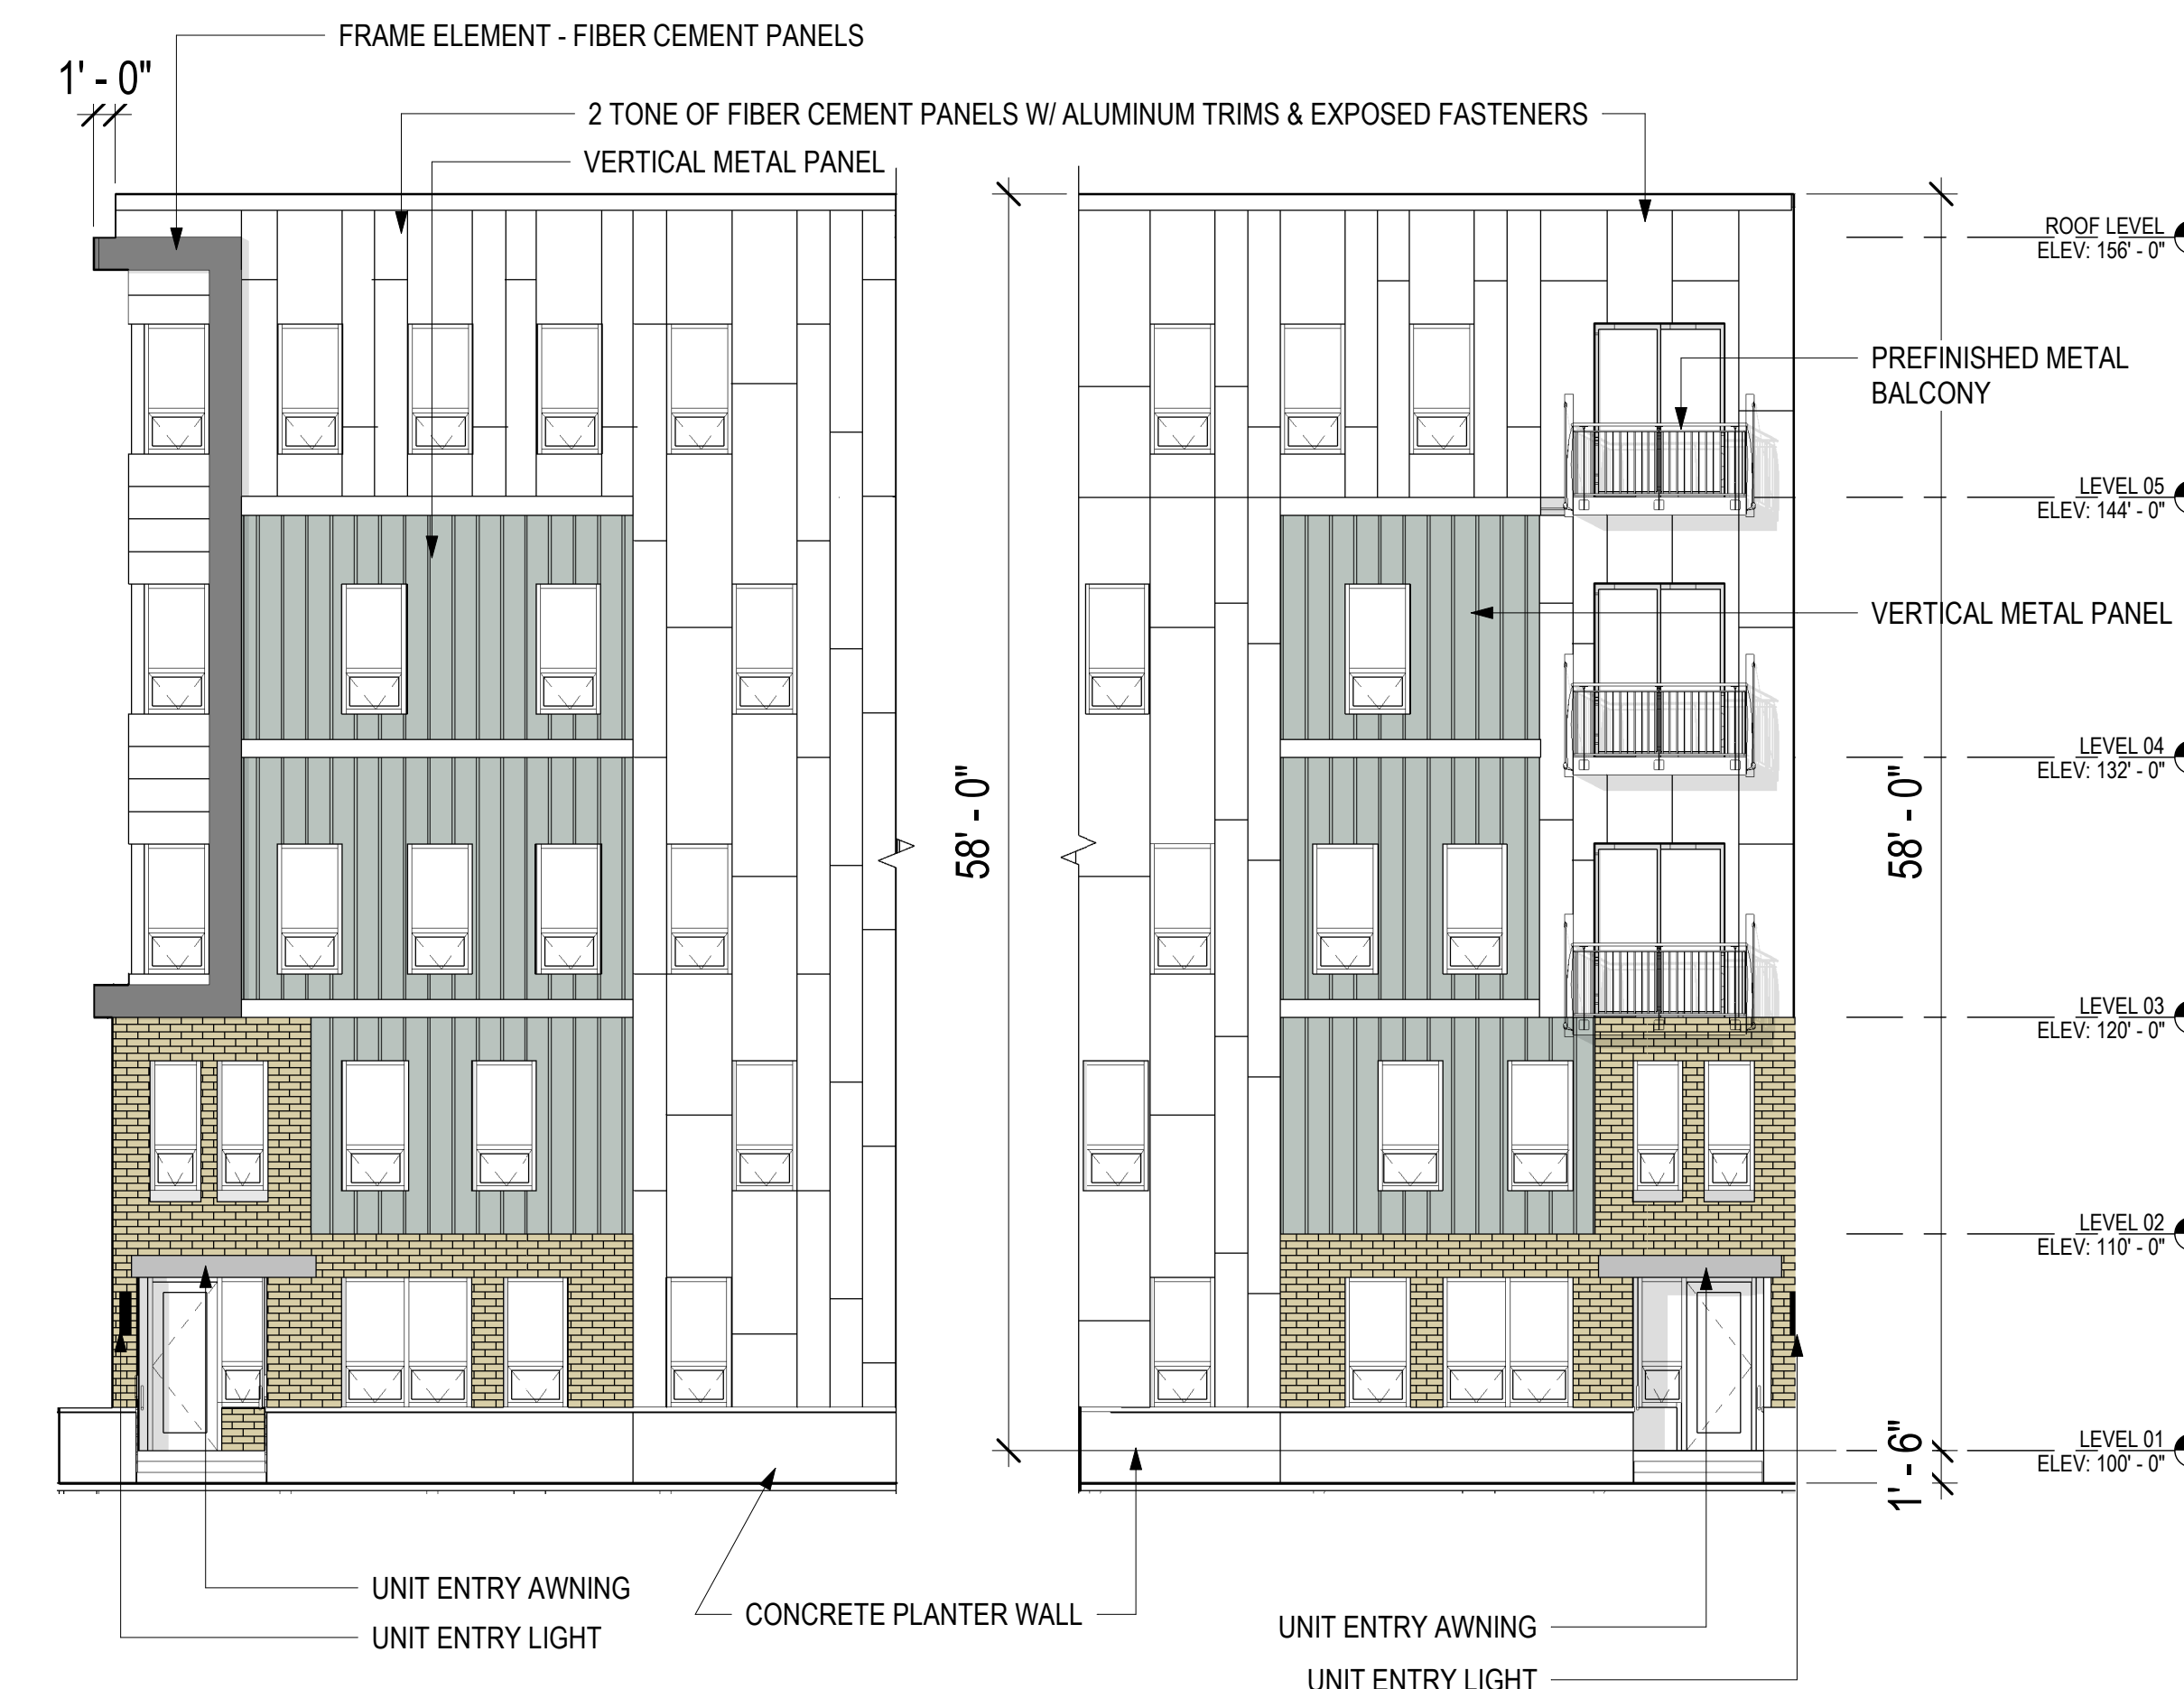 FRAME ELEMENT - FIBER CEMENT PANELS
1' - 0"
2 TONE OF FIBER CEMENT PANELS W/ ALUMINUM TRIMS & EXPOSED FASTENERS
VERTICAL METAL PANEL
ROOF LEVEL
ELEV: 156' - 0"
PREFINISHED METAL
BALCONY
LEVEL 05
ELEV: 144' - 0"
VERTICAL METAL PANEL
LEVEL 04
ELEV: 132' - 0"
58' - 0"
58' - 0"
LEVEL 03
ELEV: 120' - 0"
LEVEL 02
ELEV: 110' - 0"
LEVEL 01
ELEV: 100' - 0"
1' - 6"
UNIT ENTRY AWNING
CONCRETE PLANTER WALL
UNIT ENTRY LIGHT
UNIT ENTRY AWNING
UNIT ENTRY LIGHT